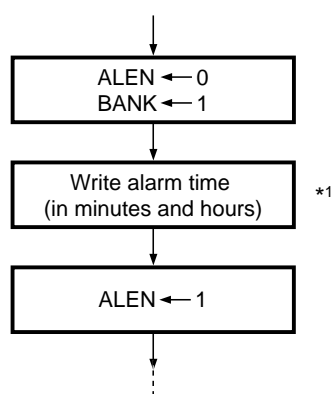 ALEN ← 0
BANK ← 1
Write alarm time
(in minutes and hours)
*1
ALEN ← 1